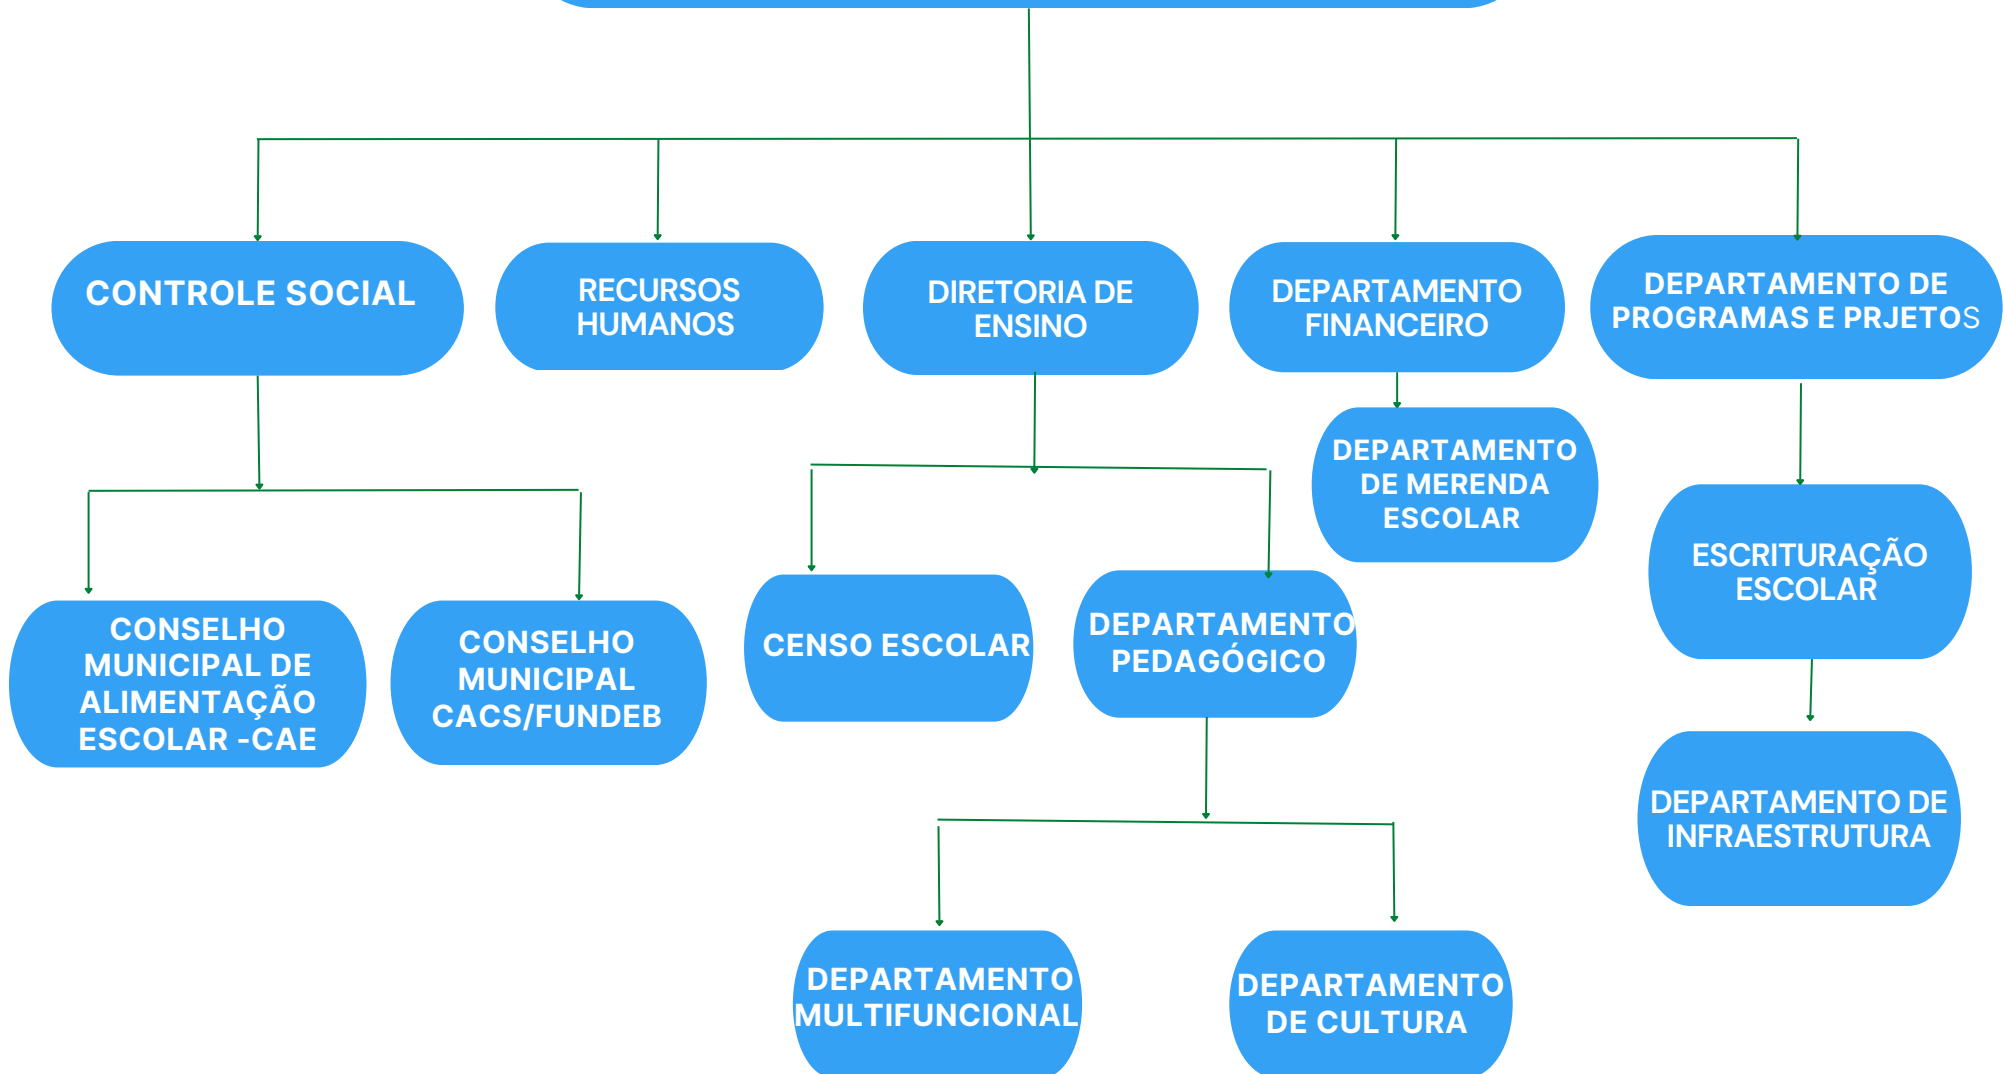 CONTROLE SOCIAL
RECURSOS
HUMANOS
DIRETORIA DE
ENSINO
DEPARTAMENTO
FINANCEIRO
DEPARTAMENTO DE
PROGRAMAS E PRJETOS
DEPARTAMENTO
DE MERENDA
ESCOLAR
ESCRITURAÇÃO
ESCOLAR
CONSELHO
MUNICIPAL DE
ALIMENTAÇÃO
ESCOLAR -CAE
CONSELHO
MUNICIPAL
CACS/FUNDEB
CENSO ESCOLAR
DEPARTAMENTO
PEDAGÓGICO
DEPARTAMENTO DE
INFRAESTRUTURA
DEPARTAMENTO
MULTIFUNCIONAL
DEPARTAMENTO
DE CULTURA